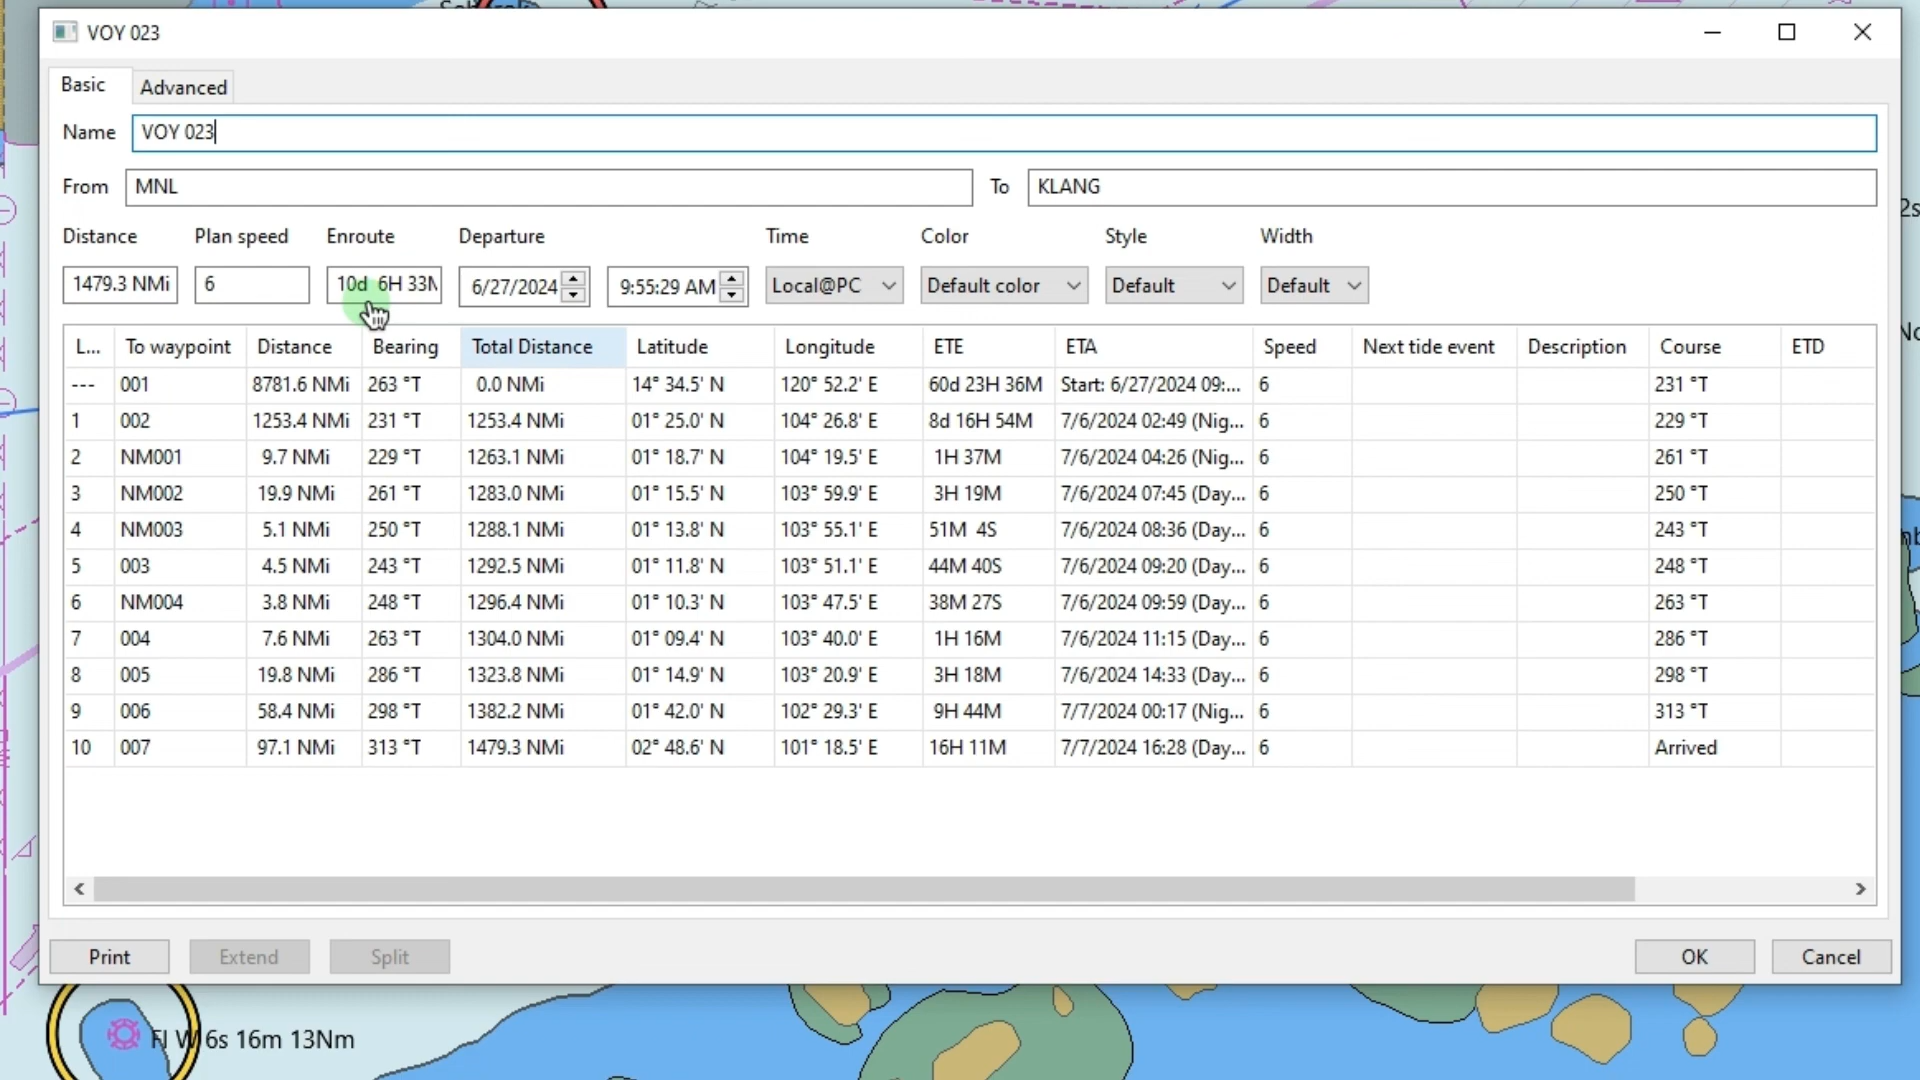 VOY 023
Basic Advanced
Name VOY 023
From MNL To KLANG
Distance Plan speed Enroute Departure Time Color Style Width
1479.3 NMi 6 10d 6H 33M 6/27/2024 9:55:29 AM Local@PC Default color Default Default
L... To waypoint Distance Bearing Total Distance Latitude Longitude ETE ETA Speed Next tide event Description Course ETD
--- 001 8781.6 NMi 263 °T 0.0 NMi 14° 34.5' N 120° 52.2' E 60d 23H 36M Start: 6/27/2024 09:... 6 231 °T
1 002 1253.4 NMi 231 °T 1253.4 NMi 01° 25.0' N 104° 26.8' E 8d 16H 54M 7/6/2024 02:49 (Nig... 6 229 °T
2 NM001 9.7 NMi 229 °T 1263.1 NMi 01° 18.7' N 104° 19.5' E 1H 37M 7/6/2024 04:26 (Nig... 6 261 °T
3 NM002 19.9 NMi 261 °T 1283.0 NMi 01° 15.5' N 103° 59.9' E 3H 19M 7/6/2024 07:45 (Day... 6 250 °T
4 NM003 5.1 NMi 250 °T 1288.1 NMi 01° 13.8' N 103° 55.1' E 51M 4S 7/6/2024 08:36 (Day... 6 243 °T
5 003 4.5 NMi 243 °T 1292.5 NMi 01° 11.8' N 103° 51.1' E 44M 40S 7/6/2024 09:20 (Day... 6 248 °T
6 NM004 3.8 NMi 248 °T 1296.4 NMi 01° 10.3' N 103° 47.5' E 38M 27S 7/6/2024 09:59 (Day... 6 263 °T
7 004 7.6 NMi 263 °T 1304.0 NMi 01° 09.4' N 103° 40.0' E 1H 16M 7/6/2024 11:15 (Day... 6 286 °T
8 005 19.8 NMi 286 °T 1323.8 NMi 01° 14.9' N 103° 20.9' E 3H 18M 7/6/2024 14:33 (Day... 6 298 °T
9 006 58.4 NMi 298 °T 1382.2 NMi 01° 42.0' N 102° 29.3' E 9H 44M 7/7/2024 00:17 (Nig... 6 313 °T
10 007 97.1 NMi 313 °T 1479.3 NMi 02° 48.6' N 101° 18.5' E 16H 11M 7/7/2024 16:28 (Day... 6 Arrived
Print Extend Split OK Cancel
Fl W 6s 16m 13Nm